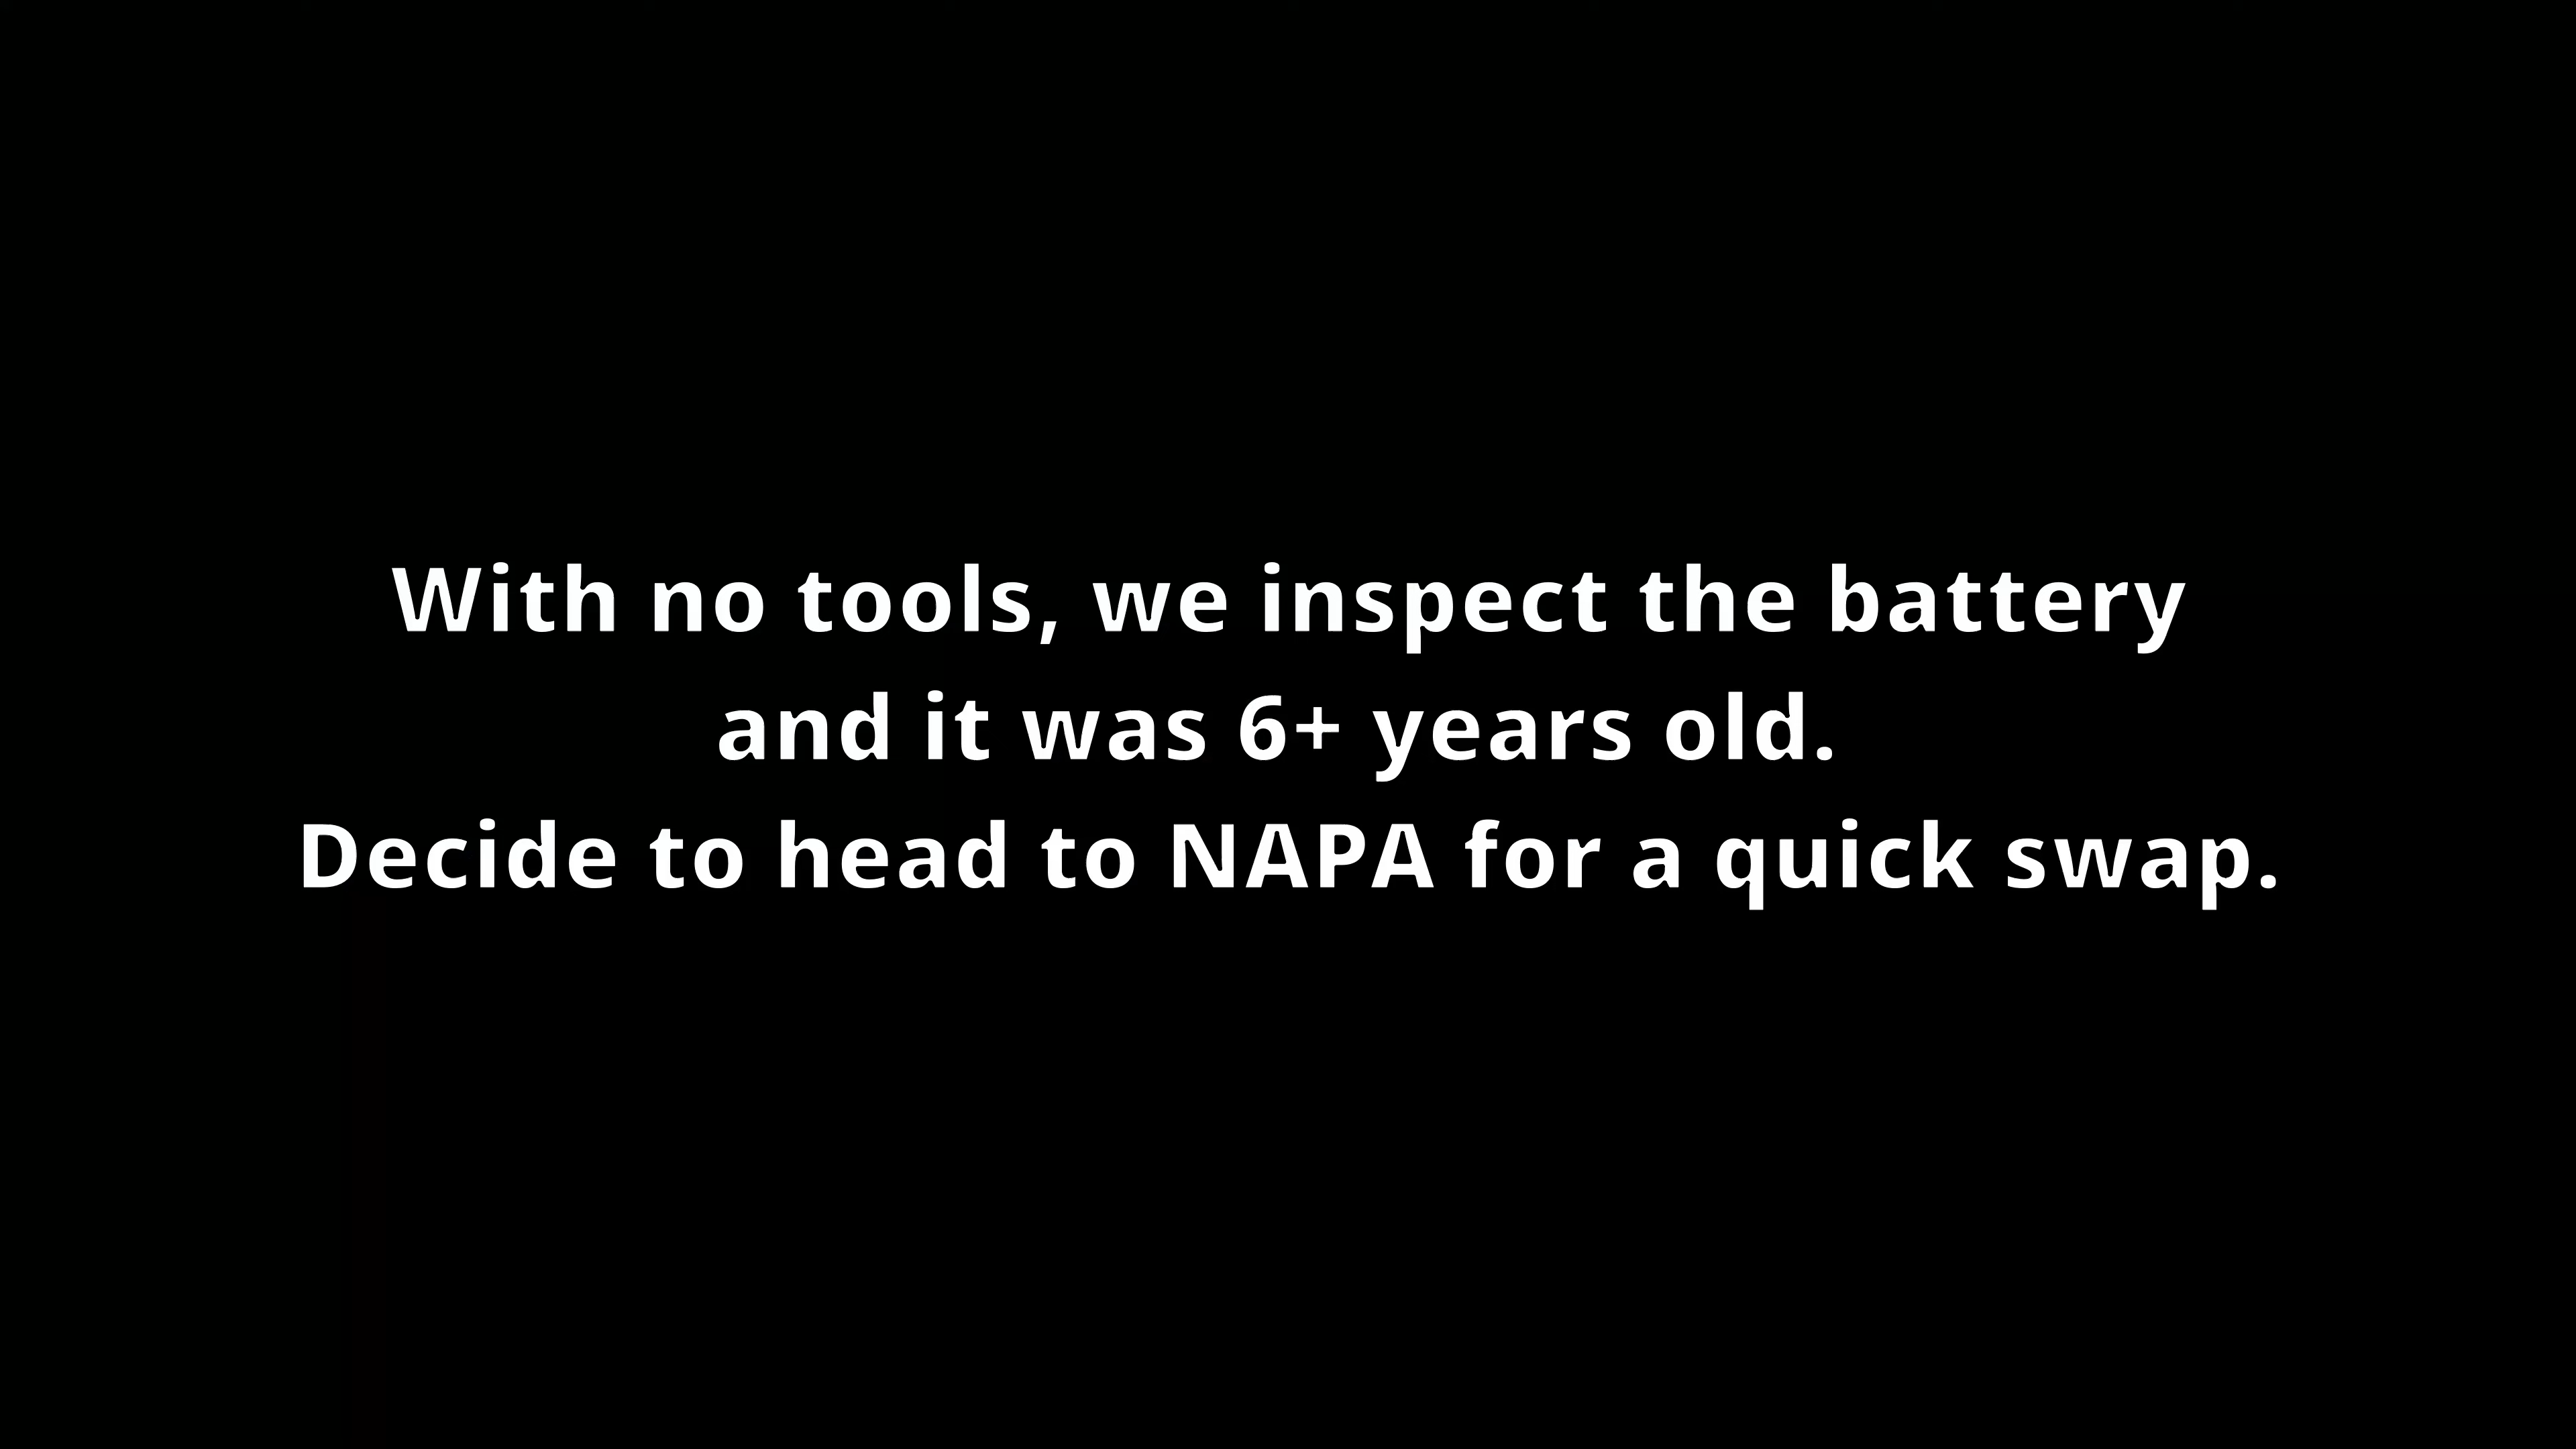 With no tools, we inspect the battery
and it was 6+ years old.
Decide to head to NAPA for a quick swap.